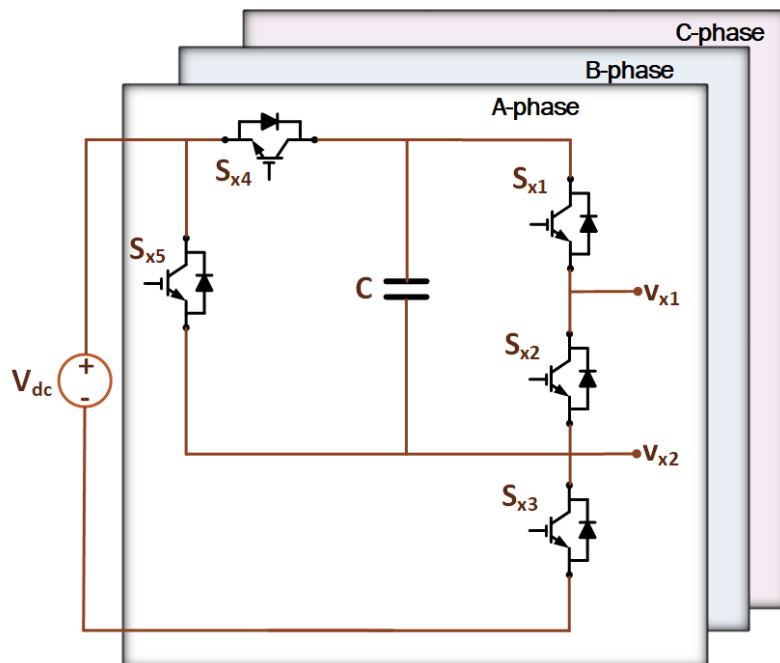 C-phase
B-phase
A-phase
Sx4
Sx1
Sx5
C
vx1
Sx2
Vdc
+
-
vx2
Sx3